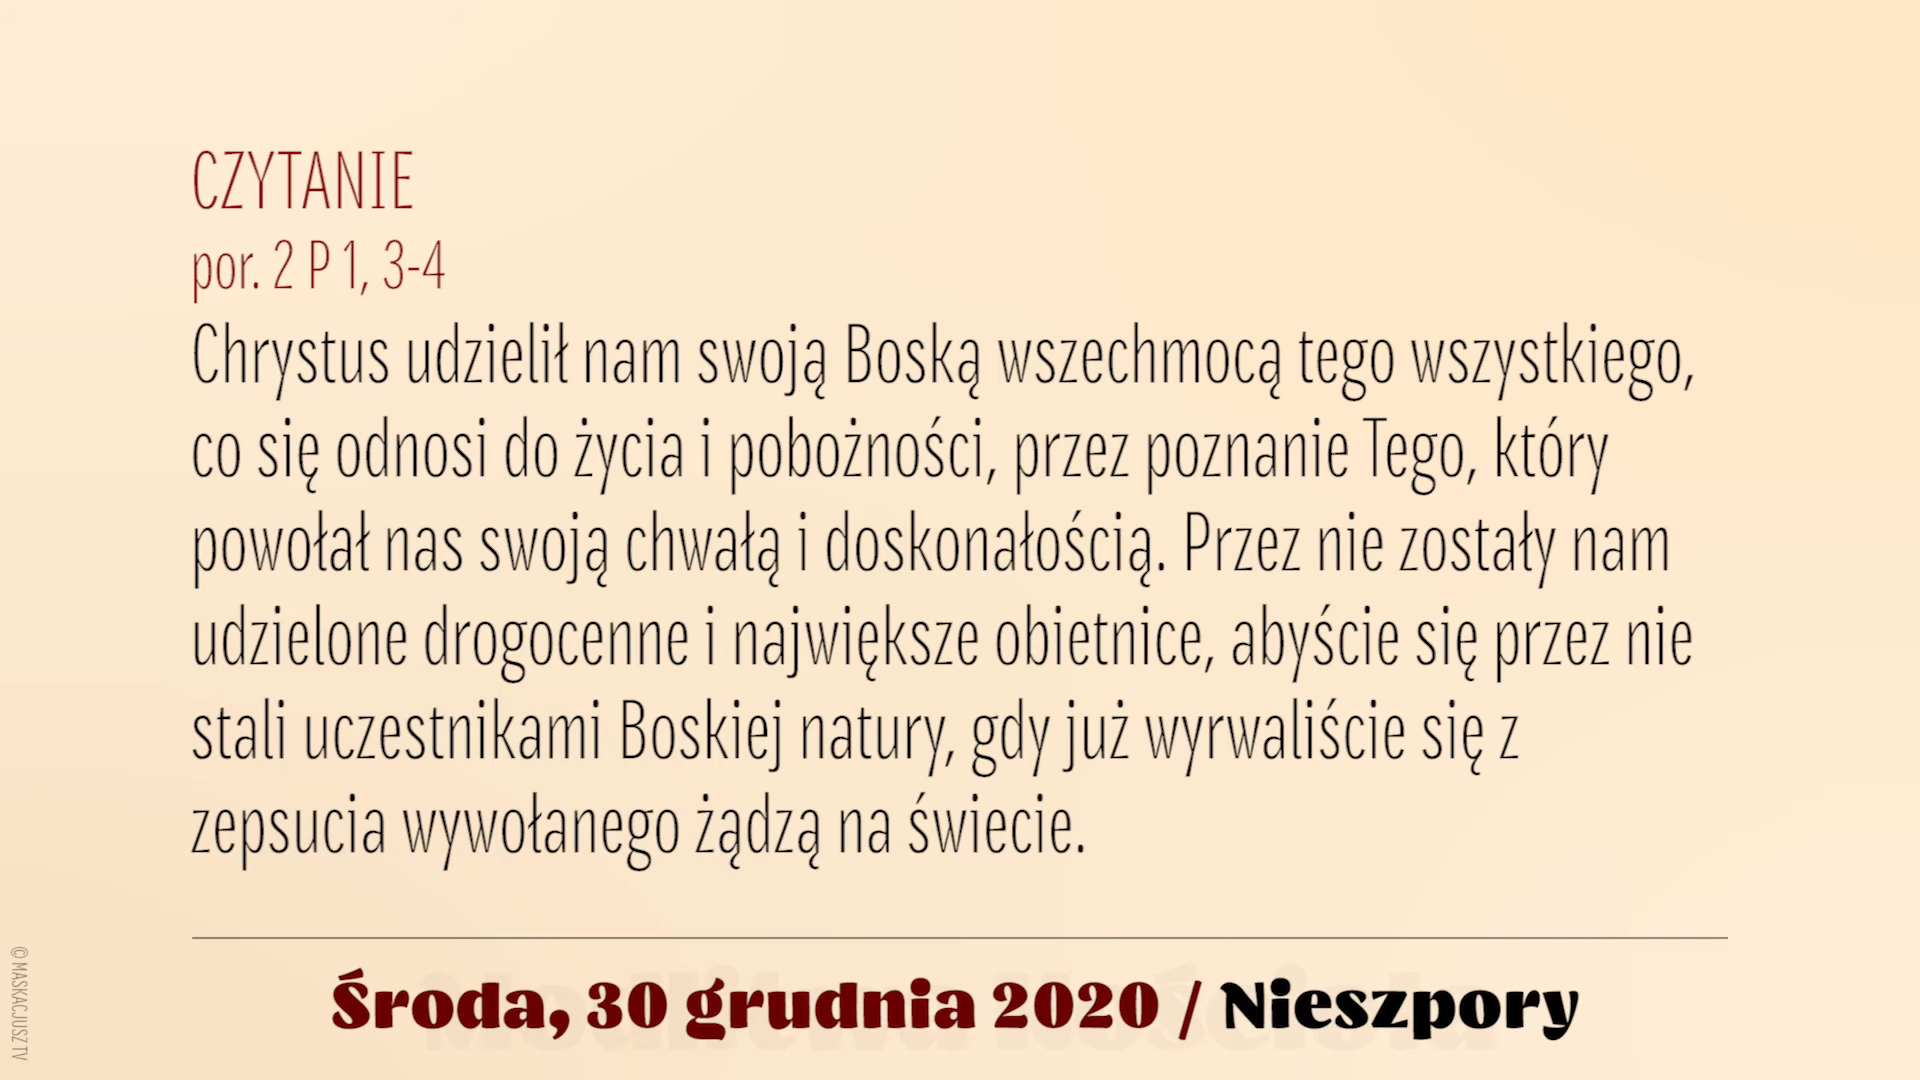 CZYTANIE
por. 2 P 1, 3-4
Chrystus udzielił nam swoją Boską wszechmocą tego wszystkiego,
co się odnosi do życia i pobożności, przez poznanie Tego, który
powołał nas swoją chwałą i doskonałością. Przez nie zostały nam
udzielone drogocenne i największe obietnice, abyście się przez nie
stali uczestnikami Boskiej natury, gdy już wyrwaliście się z
zepsucia wywołanego żądzą na świecie.
Środa, 30 grudnia 2020 / Nieszpory
© MASKACJUSZ TV